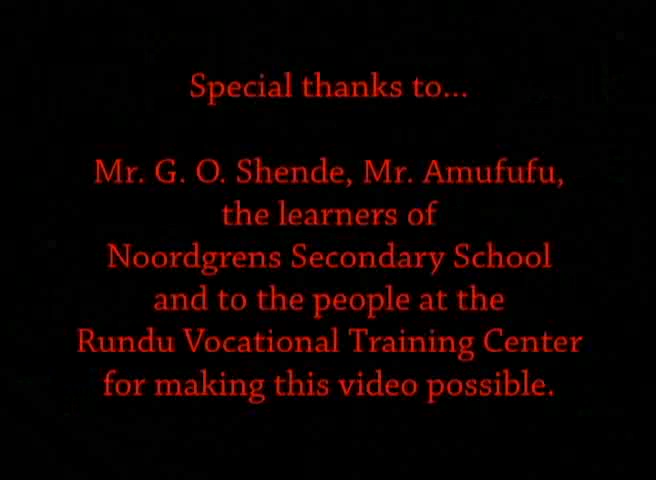 Special thanks to...
Mr. G. O. Shende, Mr. Amufufu,
the learners of
Noordgrens Secondary School
and to the people at the
Rundu Vocational Training Center
for making this video possible.